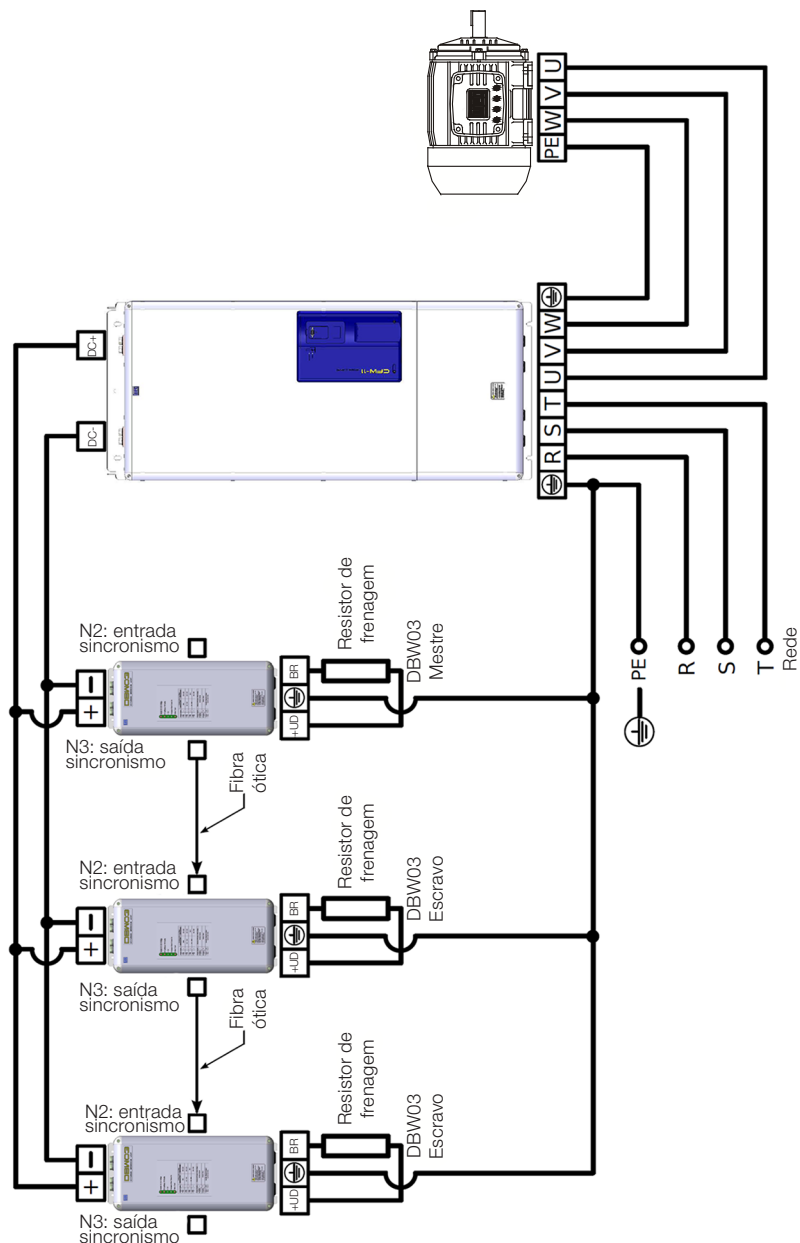 U
V
W
PE
DC+
DC-
CFW-11
W
V
U
T
S
R
N2: entrada
sincronismo
N3: saída
sincronismo
−
+
BR
+UD
Resistor de
frenagem
DBW03
Mestre
Fibra
ótica
PE
R
S
T
Rede
N2: entrada
sincronismo
N3: saída
sincronismo
−
+
BR
+UD
Resistor de
frenagem
DBW03
Escravo
Fibra
ótica
N2: entrada
sincronismo
N3: saída
sincronismo
−
+
BR
+UD
Resistor de
frenagem
DBW03
Escravo